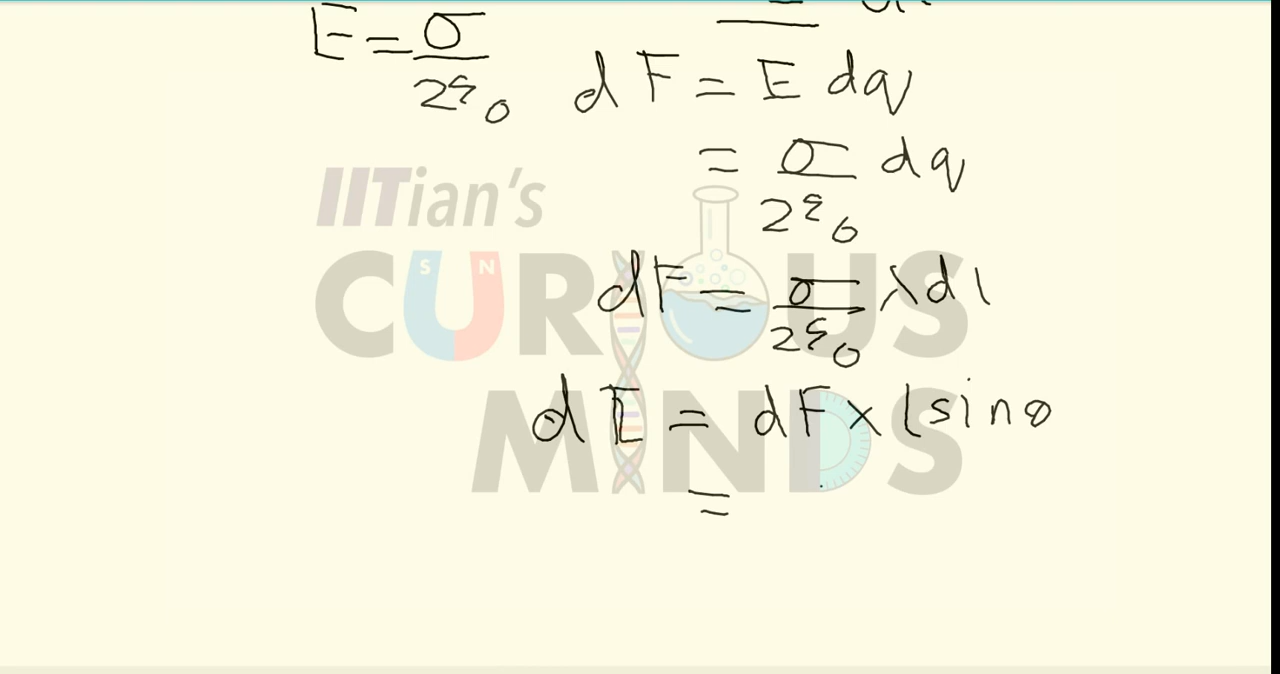 E = σ/2ε0
dF = E dq
= σ/2ε0 dq
IITian's
dF = σ/2ε0 λdl
CURIOUS
dE = dF × l sinθ
MINDS
=